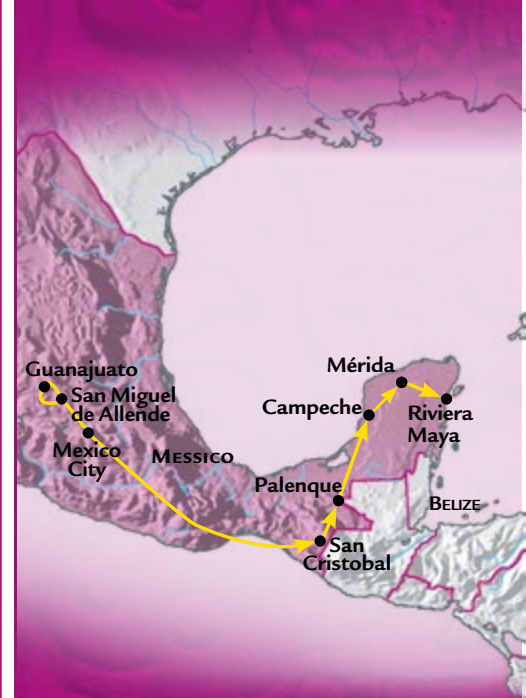 Guanajuato
San Miguel
de Allende
Mexico
City
MESSICO
Mérida
Campeche
Riviera
Maya
Palenque
BELIZE
San
Cristobal